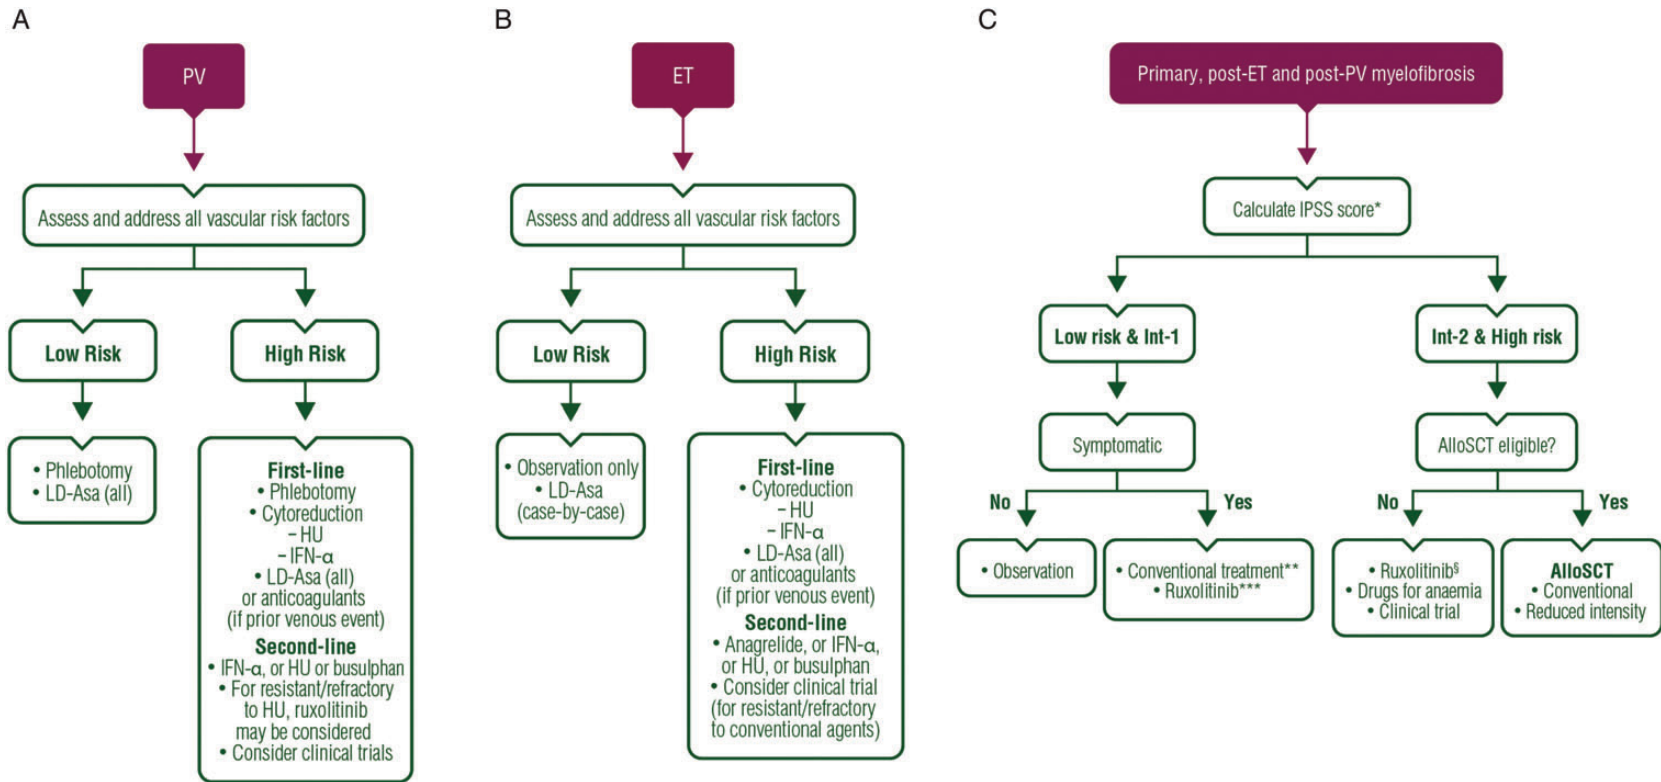 A
PV
Assess and address all vascular risk factors
Low Risk
High Risk
• Phlebotomy
• LD-Asa (all)
First-line
• Phlebotomy
• Cytoreduction
– HU
– IFN-α
• LD-Asa (all)
or anticoagulants
(if prior venous event)
Second-line
• IFN-α, or HU or busulphan
• For resistant/refractory
to HU, ruxolitinib
may be considered
• Consider clinical trials
B
ET
Assess and address all vascular risk factors
Low Risk
High Risk
• Observation only
• LD-Asa
(case-by-case)
First-line
• Cytoreduction
– HU
– IFN-α
• LD-Asa (all)
or anticoagulants
(if prior venous event)
Second-line
• Anagrelide, or IFN-α,
or HU, or busulphan
• Consider clinical trial
(for resistant/refractory
to conventional agents)
C
Primary, post-ET and post-PV myelofibrosis
Calculate IPSS score*
Low risk & Int-1
Int-2 & High risk
Symptomatic
AlloSCT eligible?
No
Yes
No
Yes
• Observation
• Conventional treatment**
• Ruxolitinib***
• Ruxolitinib§
• Drugs for anaemia
• Clinical trial
AlloSCT
• Conventional
• Reduced intensity